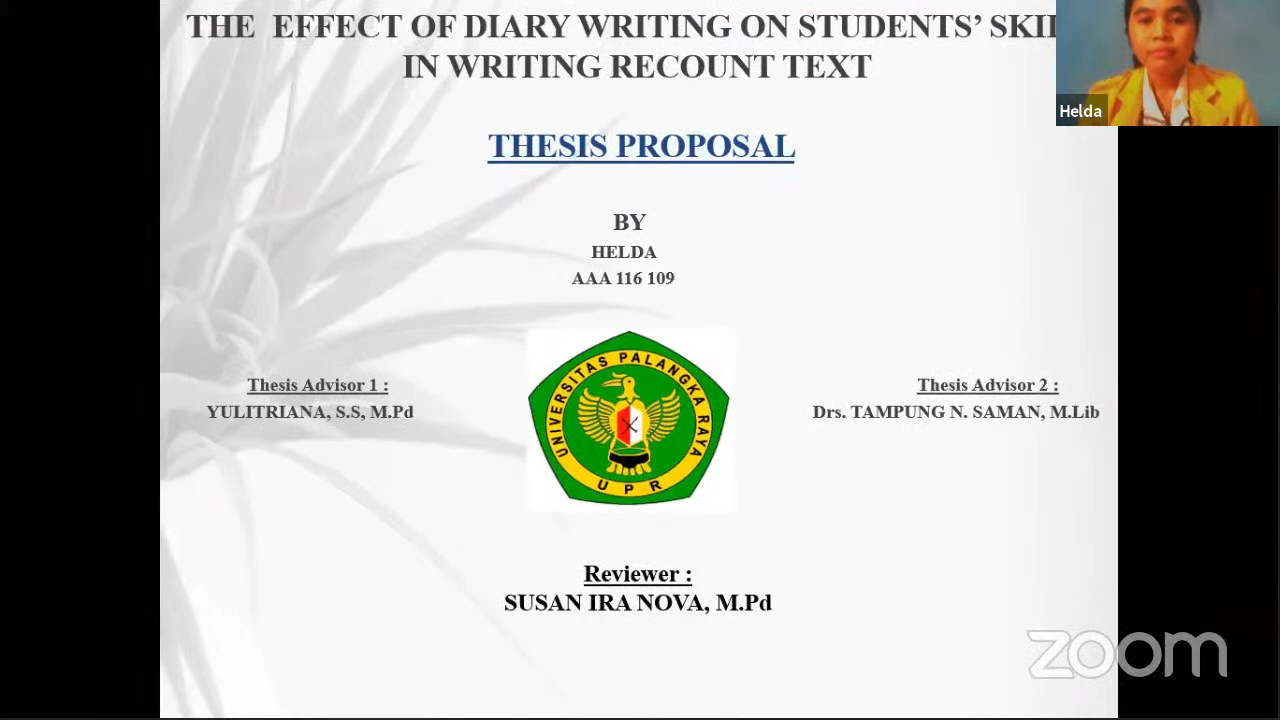 THE EFFECT OF DIARY WRITING ON STUDENTS’ SKI
IN WRITING RECOUNT TEXT
Helda
THESIS PROPOSAL
BY
HELDA
AAA 116 109
Thesis Advisor 1 :
YULITRIANA, S.S, M.Pd
UNIVERSITAS PALANGKA RAYA
U P R
Thesis Advisor 2 :
Drs. TAMPUNG N. SAMAN, M.Lib
Reviewer :
SUSAN IRA NOVA, M.Pd
zoom